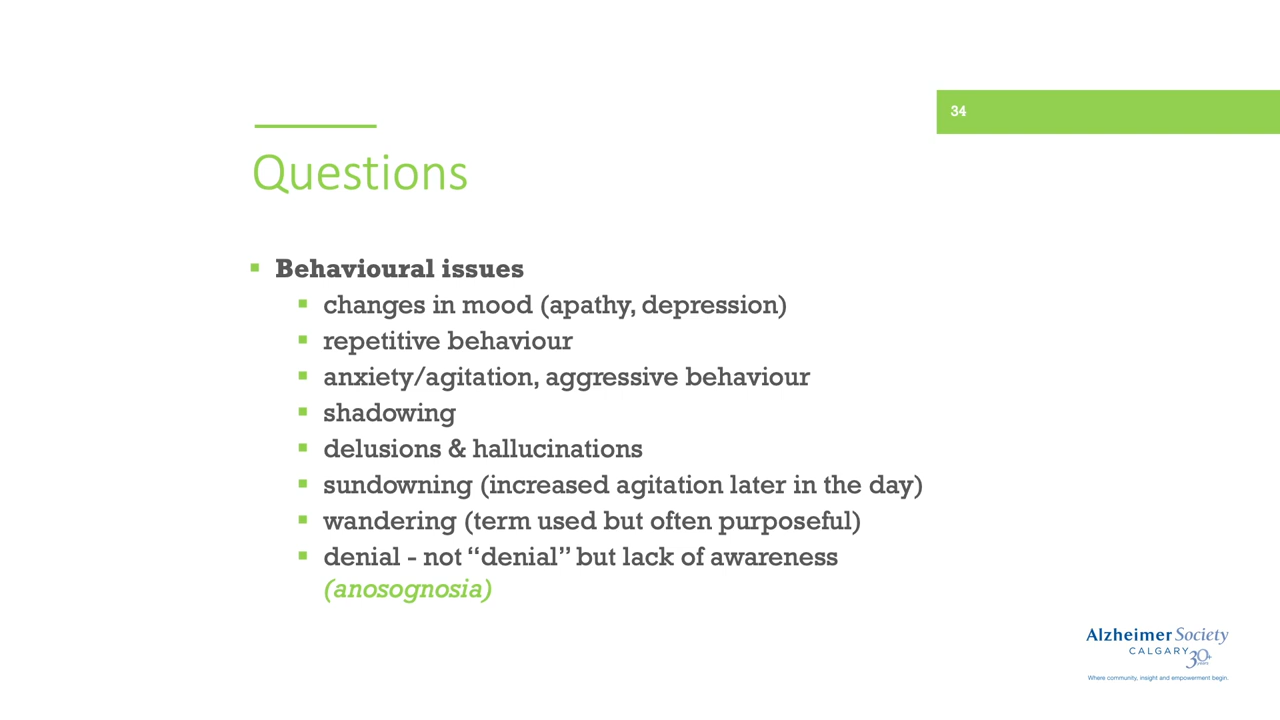 34
Questions
Behavioural issues
changes in mood (apathy, depression)
repetitive behaviour
anxiety/agitation, aggressive behaviour
shadowing
delusions & hallucinations
sundowning (increased agitation later in the day)
wandering (term used but often purposeful)
denial - not “denial” but lack of awareness
(anosognosia)
Alzheimer Society
CALGARY 30+
years
Where community, insight and empowerment begin.